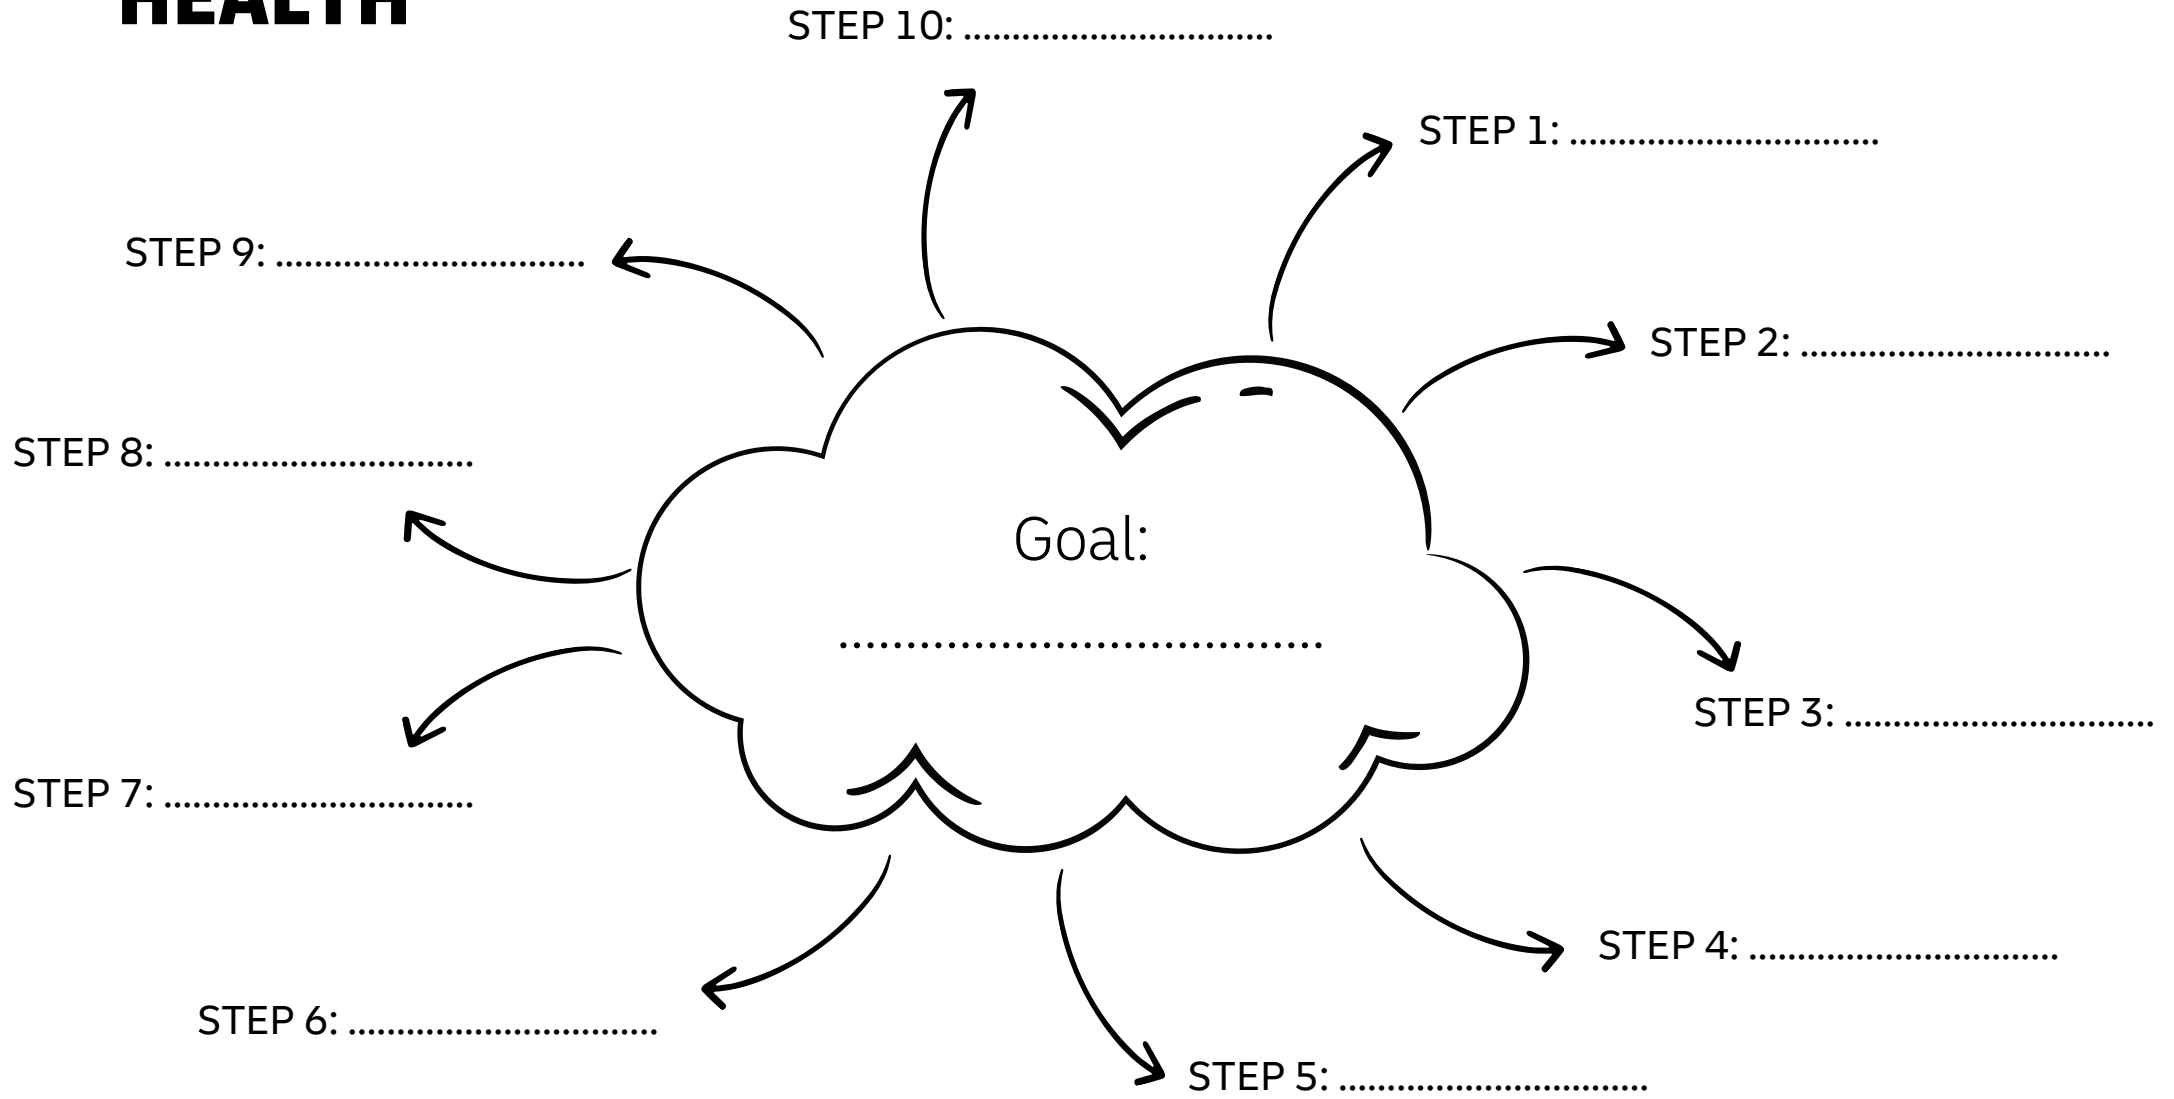 HEALTH
STEP 10: ................................
STEP 1: ................................
STEP 9: ................................
STEP 2: ................................
STEP 8: ................................
Goal:
....................................
STEP 3: ................................
STEP 7: ................................
STEP 4: ................................
STEP 6: ................................
STEP 5: ................................